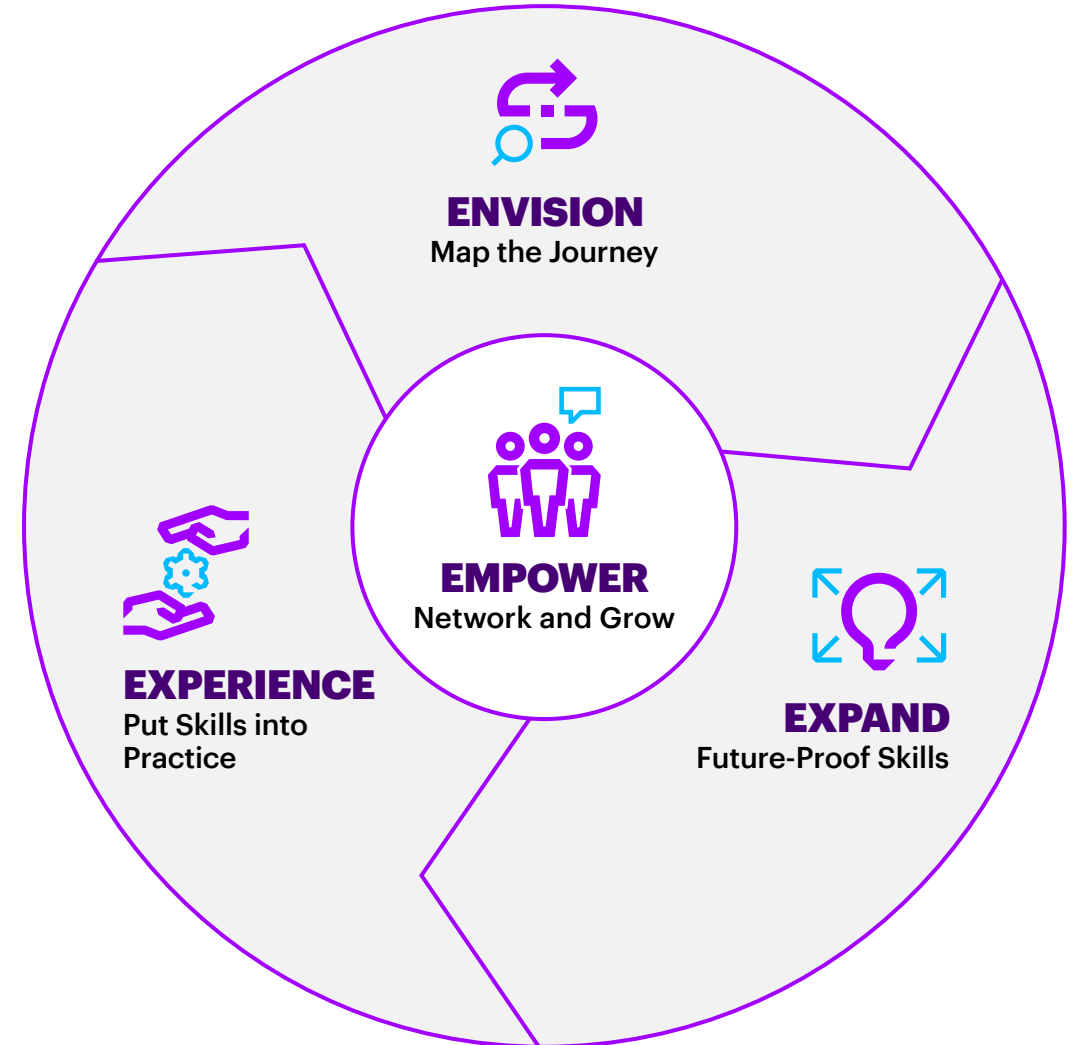 ENVISION
Map the Journey
EMPOWER
Network and Grow
EXPERIENCE
Put Skills into
Practice
EXPAND
Future-Proof Skills